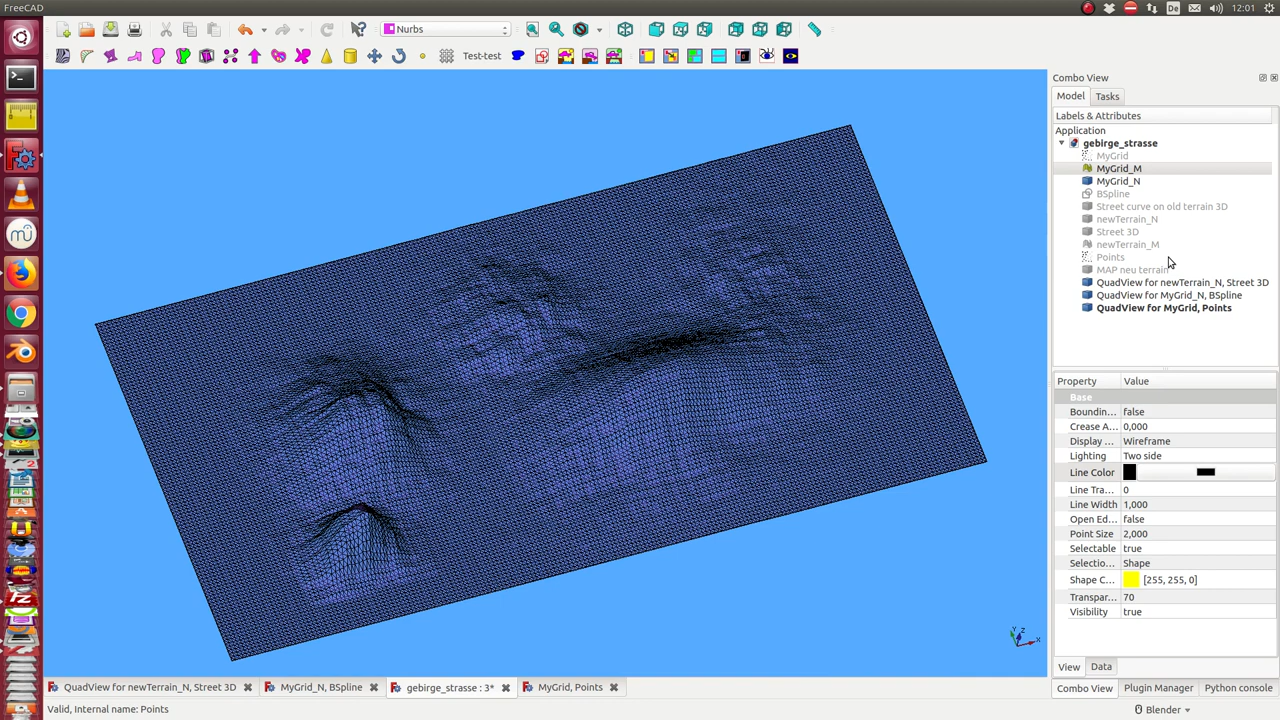 FreeCAD
De
12:01
Nurbs
Test-test
Combo View
Model
Tasks
Labels & Attributes
Application
gebirge_strasse
MyGrid
MyGrid_M
MyGrid_N
BSpline
Street curve on old terrain 3D
newTerrain_N
Street 3D
newTerrain_M
Points
MAP neu terrain
QuadView for newTerrain_N, Street 3D
QuadView for MyGrid_N, BSpline
QuadView for MyGrid, Points
Property Value
Base
Boundin... false
Crease A... 0,000
Display ... Wireframe
Lighting Two side
Line Color
Line Tra... 0
Line Width 1,000
Open Ed... false
Point Size 2,000
Selectable true
Selectio... Shape
Shape C... [255, 255, 0]
Transpar... 70
Visibility true
Y Z X
View
Data
QuadView for newTerrain_N, Street 3D
MyGrid_N, BSpline
gebirge_strasse : 3*
MyGrid, Points
Combo View
Plugin Manager
Python console
Valid, Internal name: Points
Blender